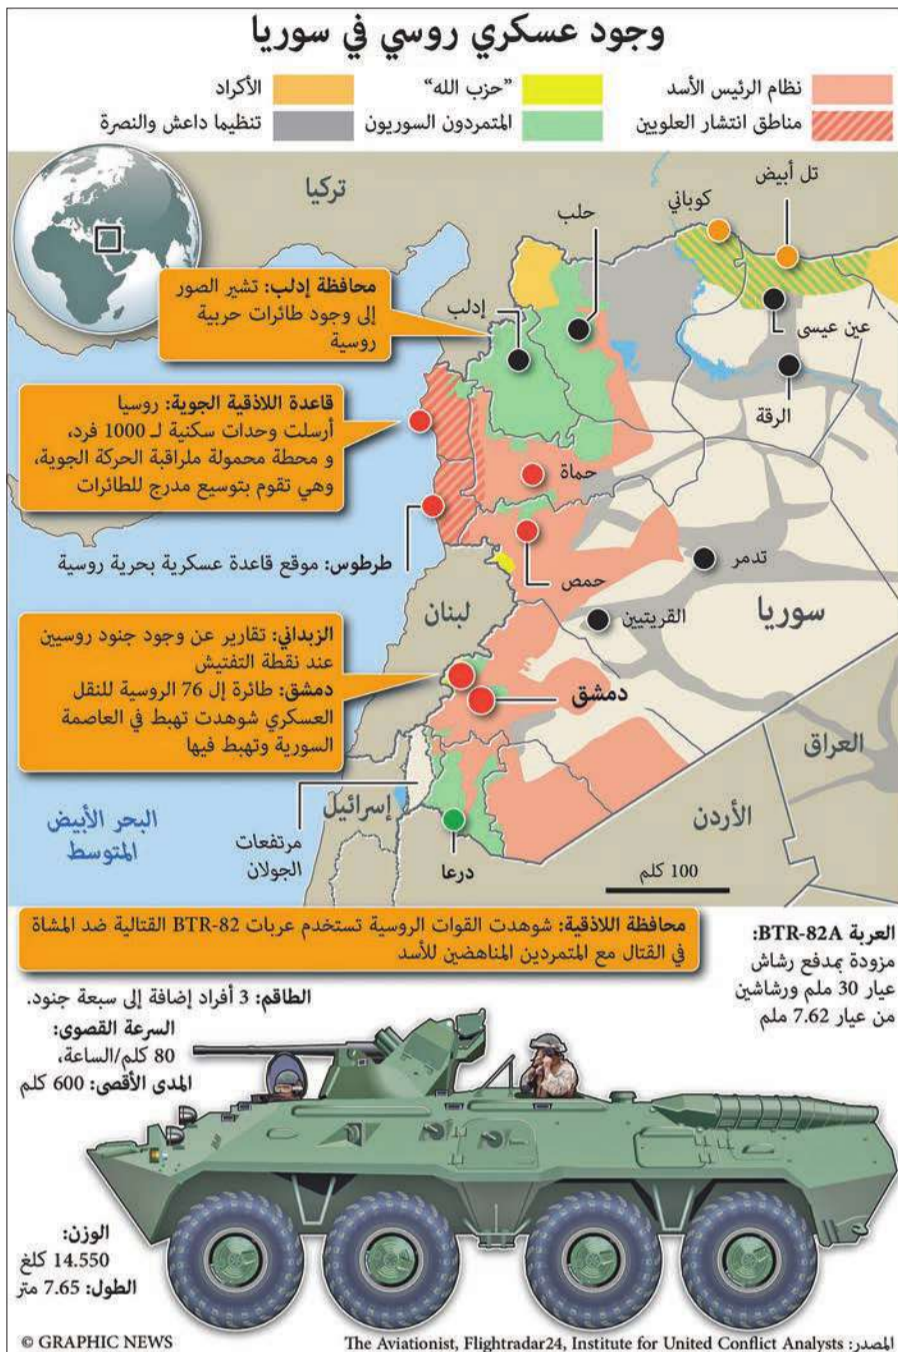 وجود عسكري روسي في سوريا
نظام الرئيس الأسد
”حزب الله“
الأكراد
مناطق انتشار العلويين
المتمردون السوريون
تنظيما داعش والنصرة
تركيا
تل أبيض
كوباني
حلب
محافظة إدلب: تشير الصور
إلى وجود طائرات حربية
روسية
إدلب
عين عيسى
الرقة
قاعدة اللاذقية الجوية: روسيا
أرسلت وحدات سكنية لـ 1000 فرد،
و محطة محمولة ملراقبة الحركة الجوية،
وهي تقوم بتوسيع مدرج للطائرات
حماة
طرطوس: موقع قاعدة عسكرية بحرية روسية
حمص
تدمر
لبنان
القريتيين
سوريا
الزبداني: تقارير عن وجود جنود روسيين
عند نقطة التفتيش
دمشق: طائرة إل 76 الروسية للنقل
العسكري شوهدت تهبط في العاصمة
السورية وتهبط فيها
دمشق
العراق
الأردن
إسرائيل
البحر الأبيض
المتوسط
مرتفعات
الجولان
درعا
100 كلم
محافظة اللاذقية: شوهدت القوات الروسية تستخدم عربات BTR-82 القتالية ضد المشاة
في القتال مع المتمردين المناهضين للأسد
العربة BTR-82A:
مزودة بمدفع رشاش
عيار 30 ملم ورشاشين
من عيار 7.62 ملم
الطاقم: 3 أفراد إضافة إلى سبعة جنود.
السرعة القصوى:
80 كلم/الساعة،
المدى الأقصى: 600 كلم
الوزن:
14.550 كلغ
الطول: 7.65 متر
المصدر: The Aviationist, Flightradar24, Institute for United Conflict Analysts
© GRAPHIC NEWS